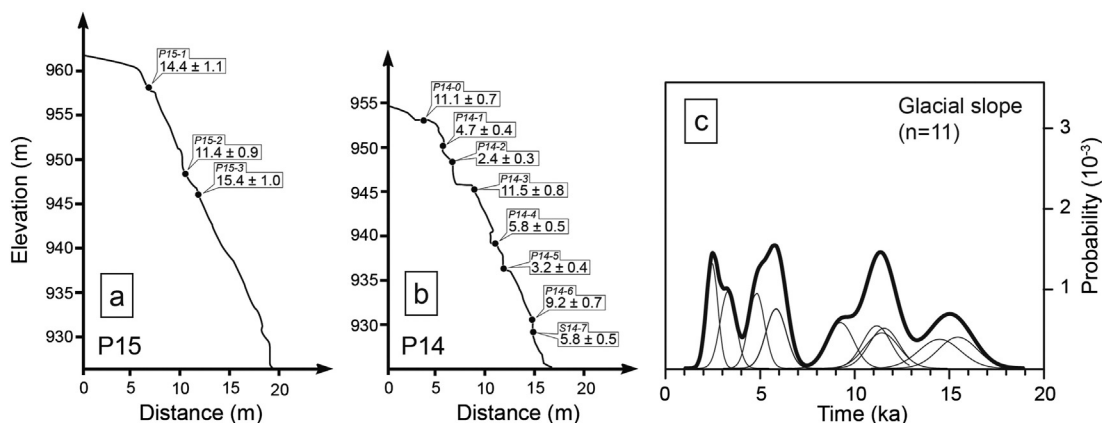 960
955
950
945
940
935
930
Elevation (m)
P15-1
14.4 ± 1.1
P15-2
11.4 ± 0.9
P15-3
15.4 ± 1.0
a
P15
0
5
10
15
20
Distance (m)
955
950
945
940
935
930
P14-0
11.1 ± 0.7
P14-1
4.7 ± 0.4
P14-2
2.4 ± 0.3
P14-3
11.5 ± 0.8
P14-4
5.8 ± 0.5
P14-5
3.2 ± 0.4
P14-6
9.2 ± 0.7
S14-7
5.8 ± 0.5
b
P14
0
5
10
15
20
Distance (m)
c
Glacial slope
(n=11)
3
2
1
Probability (10-3)
0
5
10
15
20
Time (ka)